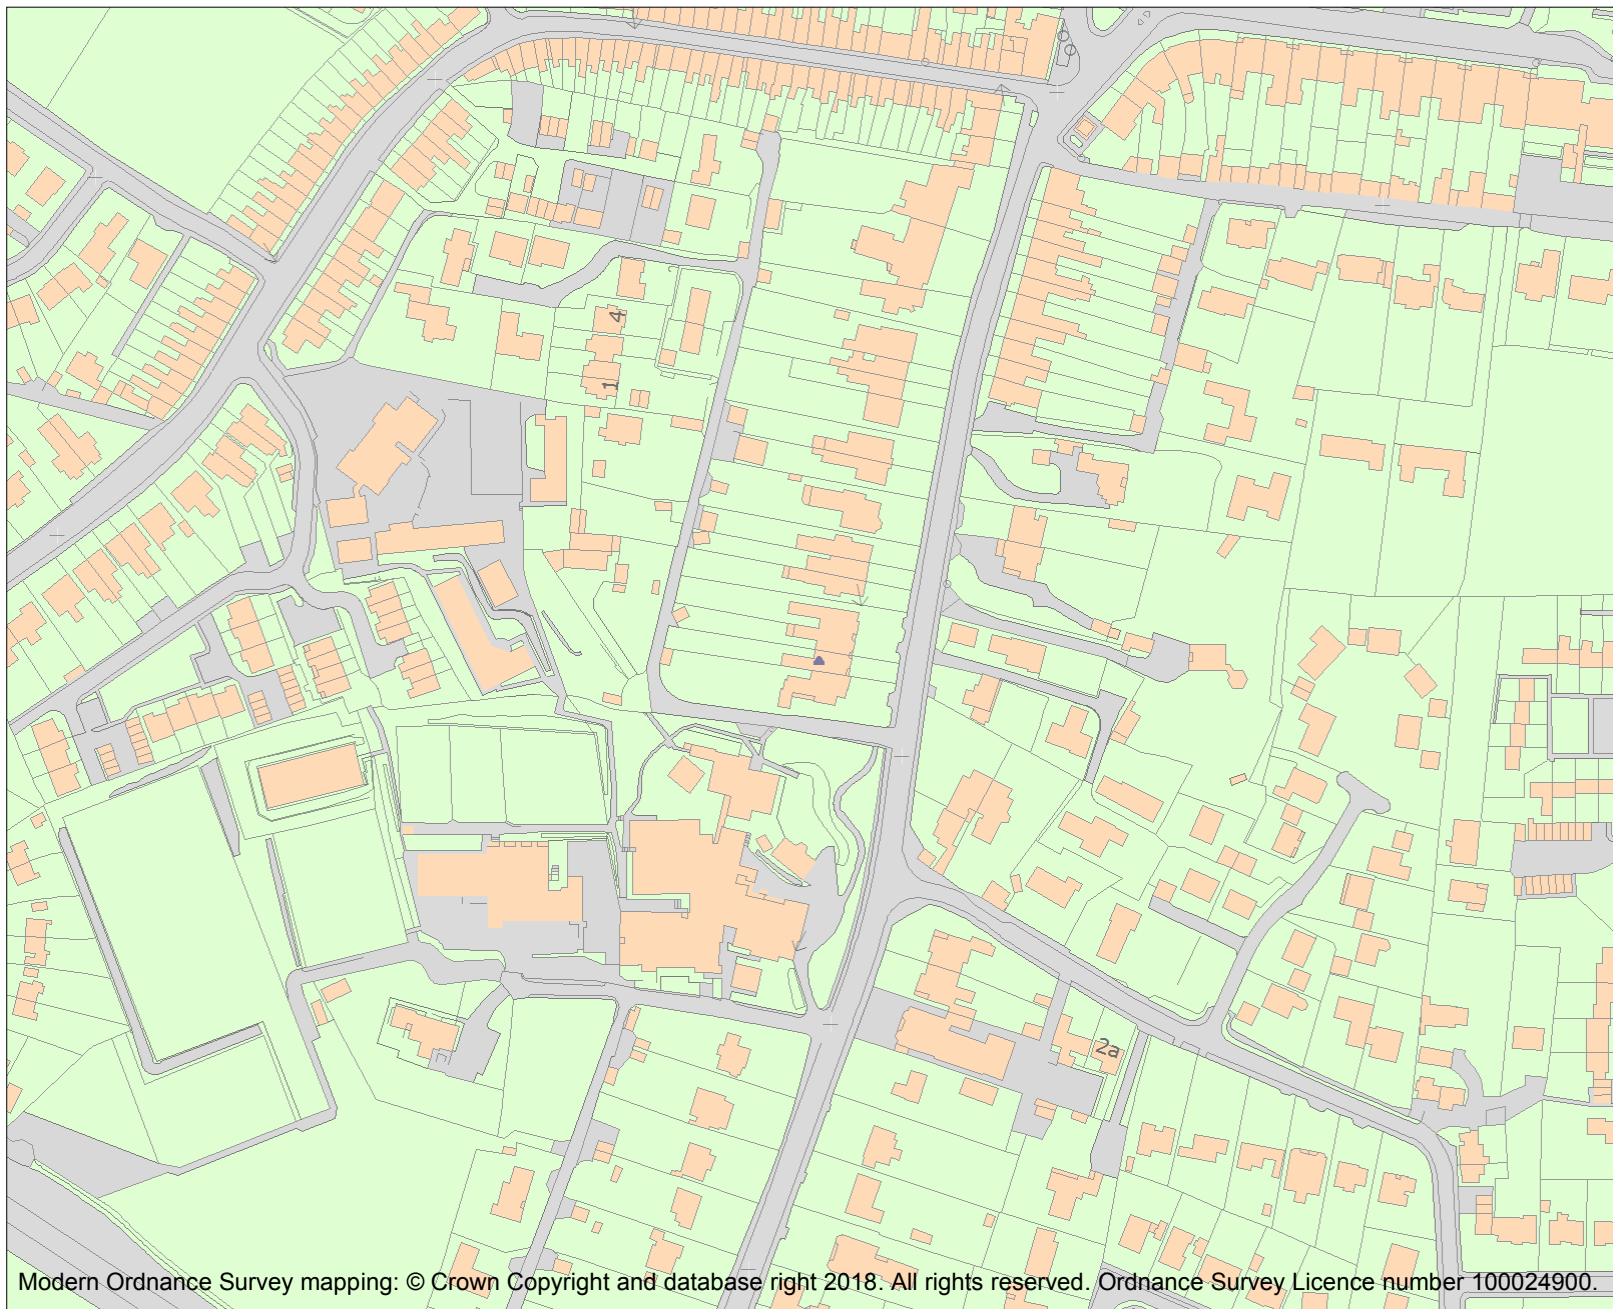 4
1
2a
Modern Ordnance Survey mapping: © Crown Copyright and database right 2018. All rights reserved. Ordnance Survey Licence number 100024900.